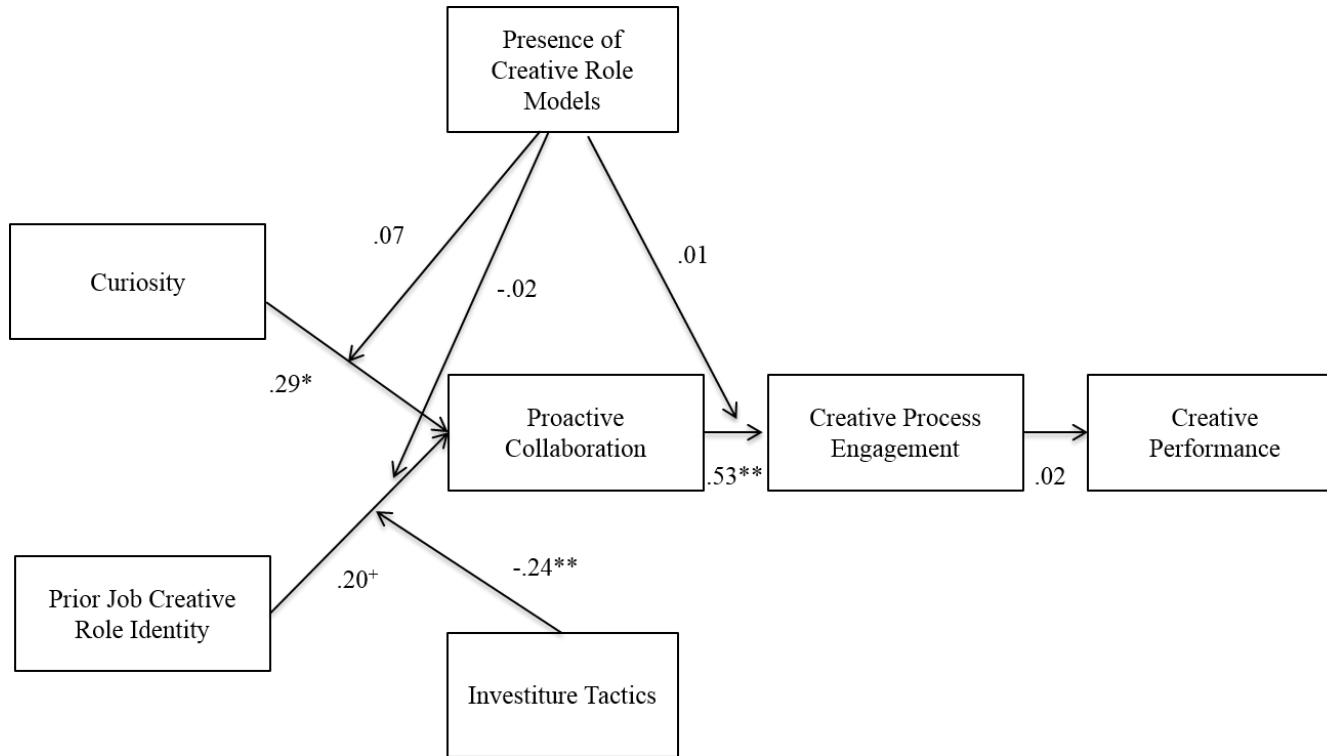 Presence of
Creative Role
Models
.07
-.02
.01
Curiosity
.29*
Proactive
Collaboration
.53**
Creative Process
Engagement
.02
Creative
Performance
Prior Job Creative
Role Identity
.20⁺
-.24**
Investiture Tactics